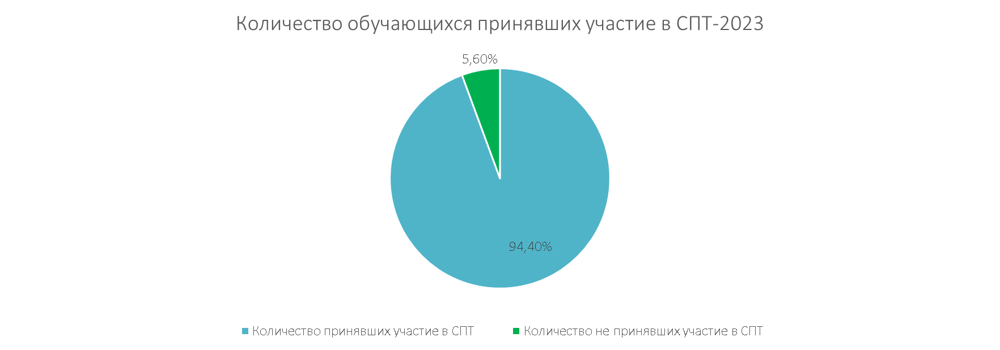 Количество обучающихся принявших участие в СПТ-2023
5,60%
94,40%
Количество принявших участие в СПТ
Количество не принявших участие в СПТ